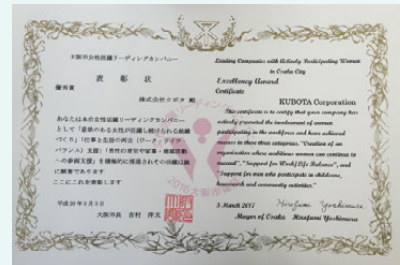 大阪市女性活躍リーディングカンパニー
表彰状
優秀賞
株式会社クボタ 殿
あなたは本市女性活躍リーディングカンパニー
として「意欲のある女性が活躍し続けられる組織
づくり」「仕事と生活の両立(ワーク・ライフ・
バランス)支援」「男性の育児や家事・地域活動
への参画支援」を積極的に推進されその功績は誠
に顕著であります
ここにこれを表彰します
平成29年3月3日
大阪市長 吉村 洋文
Leading Companies with Actively Participating Women
in Osaka City
Excellency Award
Certificate
KUBOTA Corporation
This certificate is to certify that your company has
actively promoted the involvement of women
participating in the workforce and have achieved
success in these three categories, "Creation of an
organization where ambitious women can continue to
succeed", "Support for Work/Life Balance", and
"Support for men who participate in childcare,
housework and community activities."
3 March 2017
Hirofumi Yoshimura
Mayor of Osaka Hirofumi Yoshimura